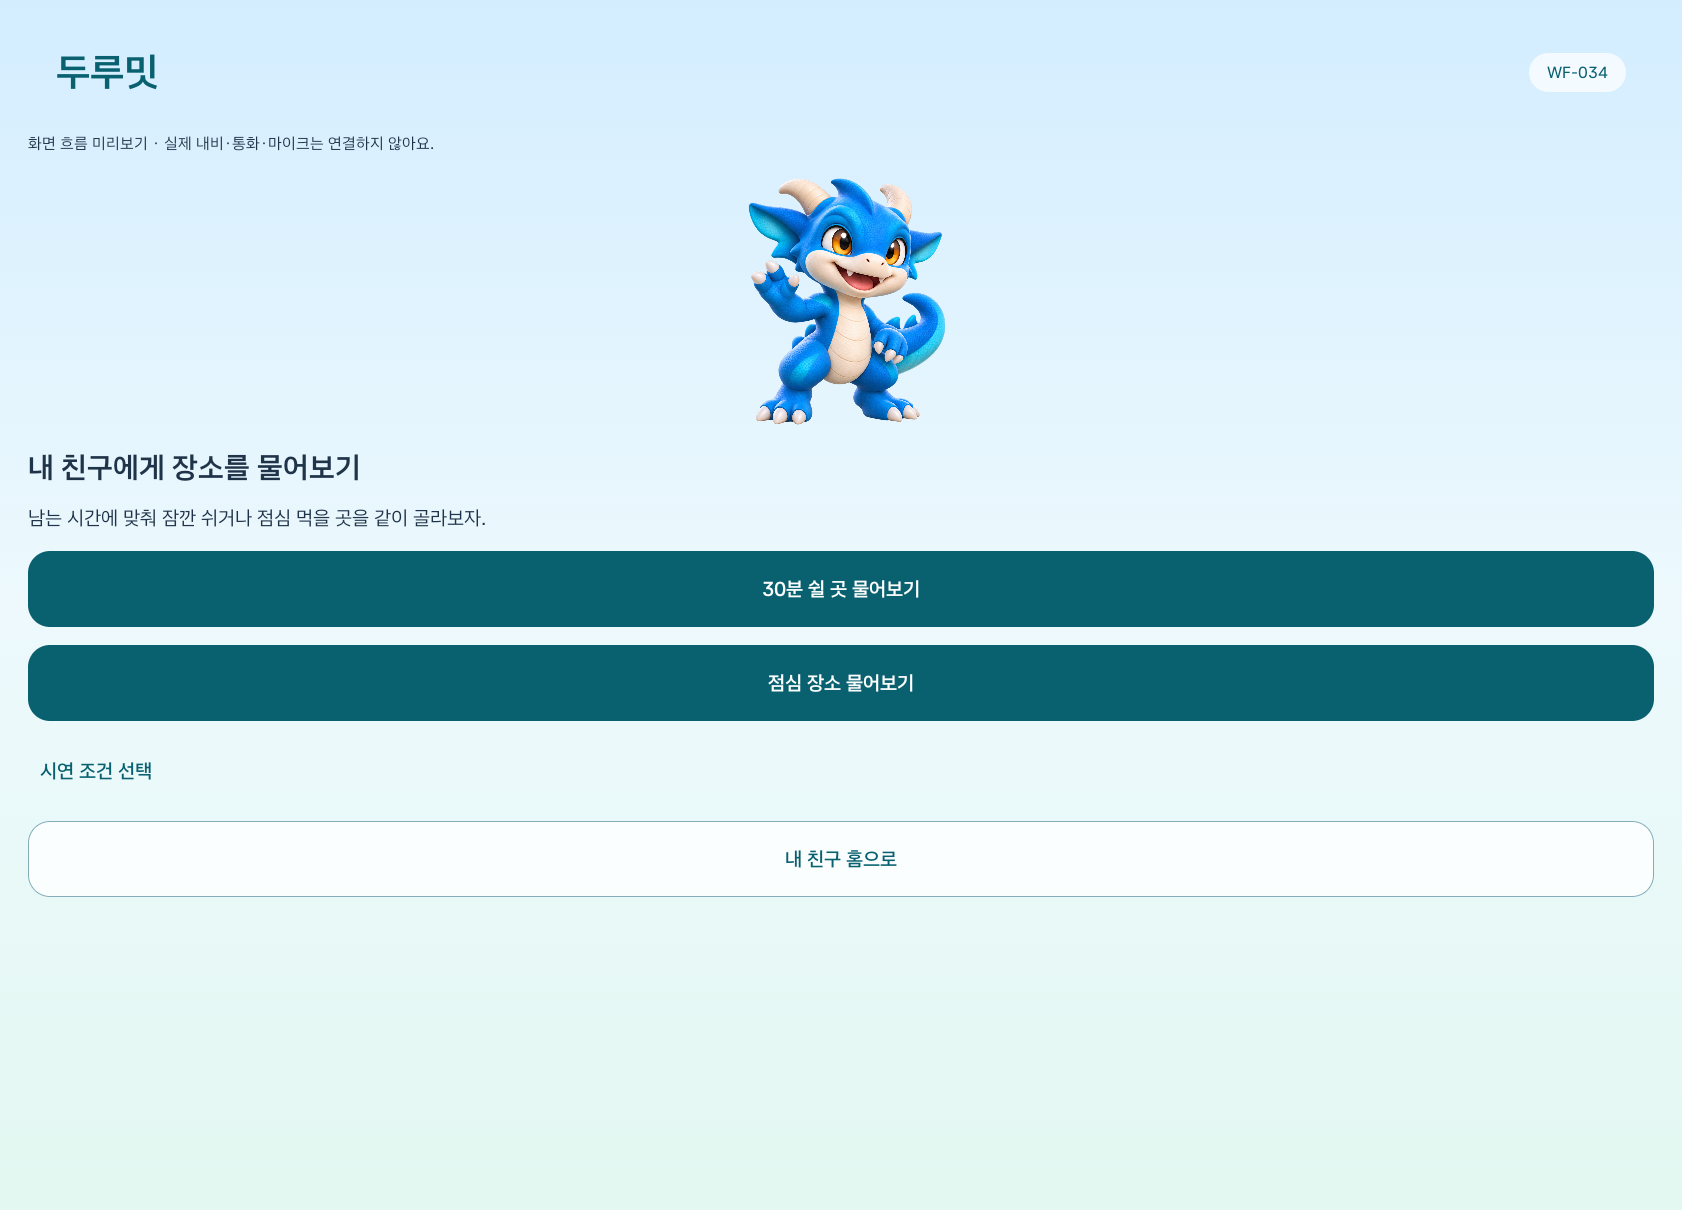 두루밋
WF-034
화면 흐름 미리보기 · 실제 내비·통화·마이크는 연결하지 않아요.
내 친구에게 장소를 물어보기
남는 시간에 맞춰 잠깐 쉬거나 점심 먹을 곳을 같이 골라보자.
30분 쉴 곳 물어보기
점심 장소 물어보기
시연 조건 선택
내 친구 홈으로